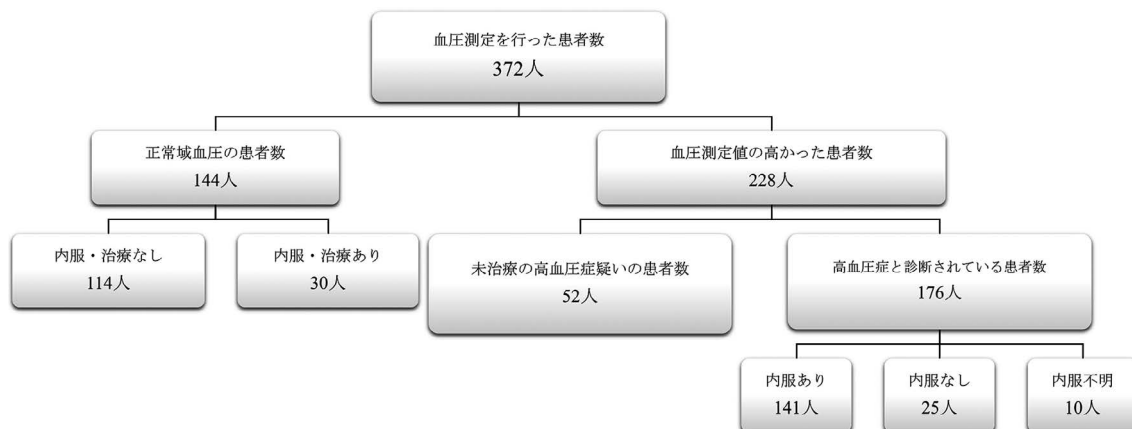 血圧測定を行った患者数
372人
正常域血圧の患者数
144人
血圧測定値の高かった患者数
228人
内服・治療なし
114人
内服・治療あり
30人
未治療の高血圧症疑いの患者数
52人
高血圧症と診断されている患者数
176人
内服あり
141人
内服なし
25人
内服不明
10人